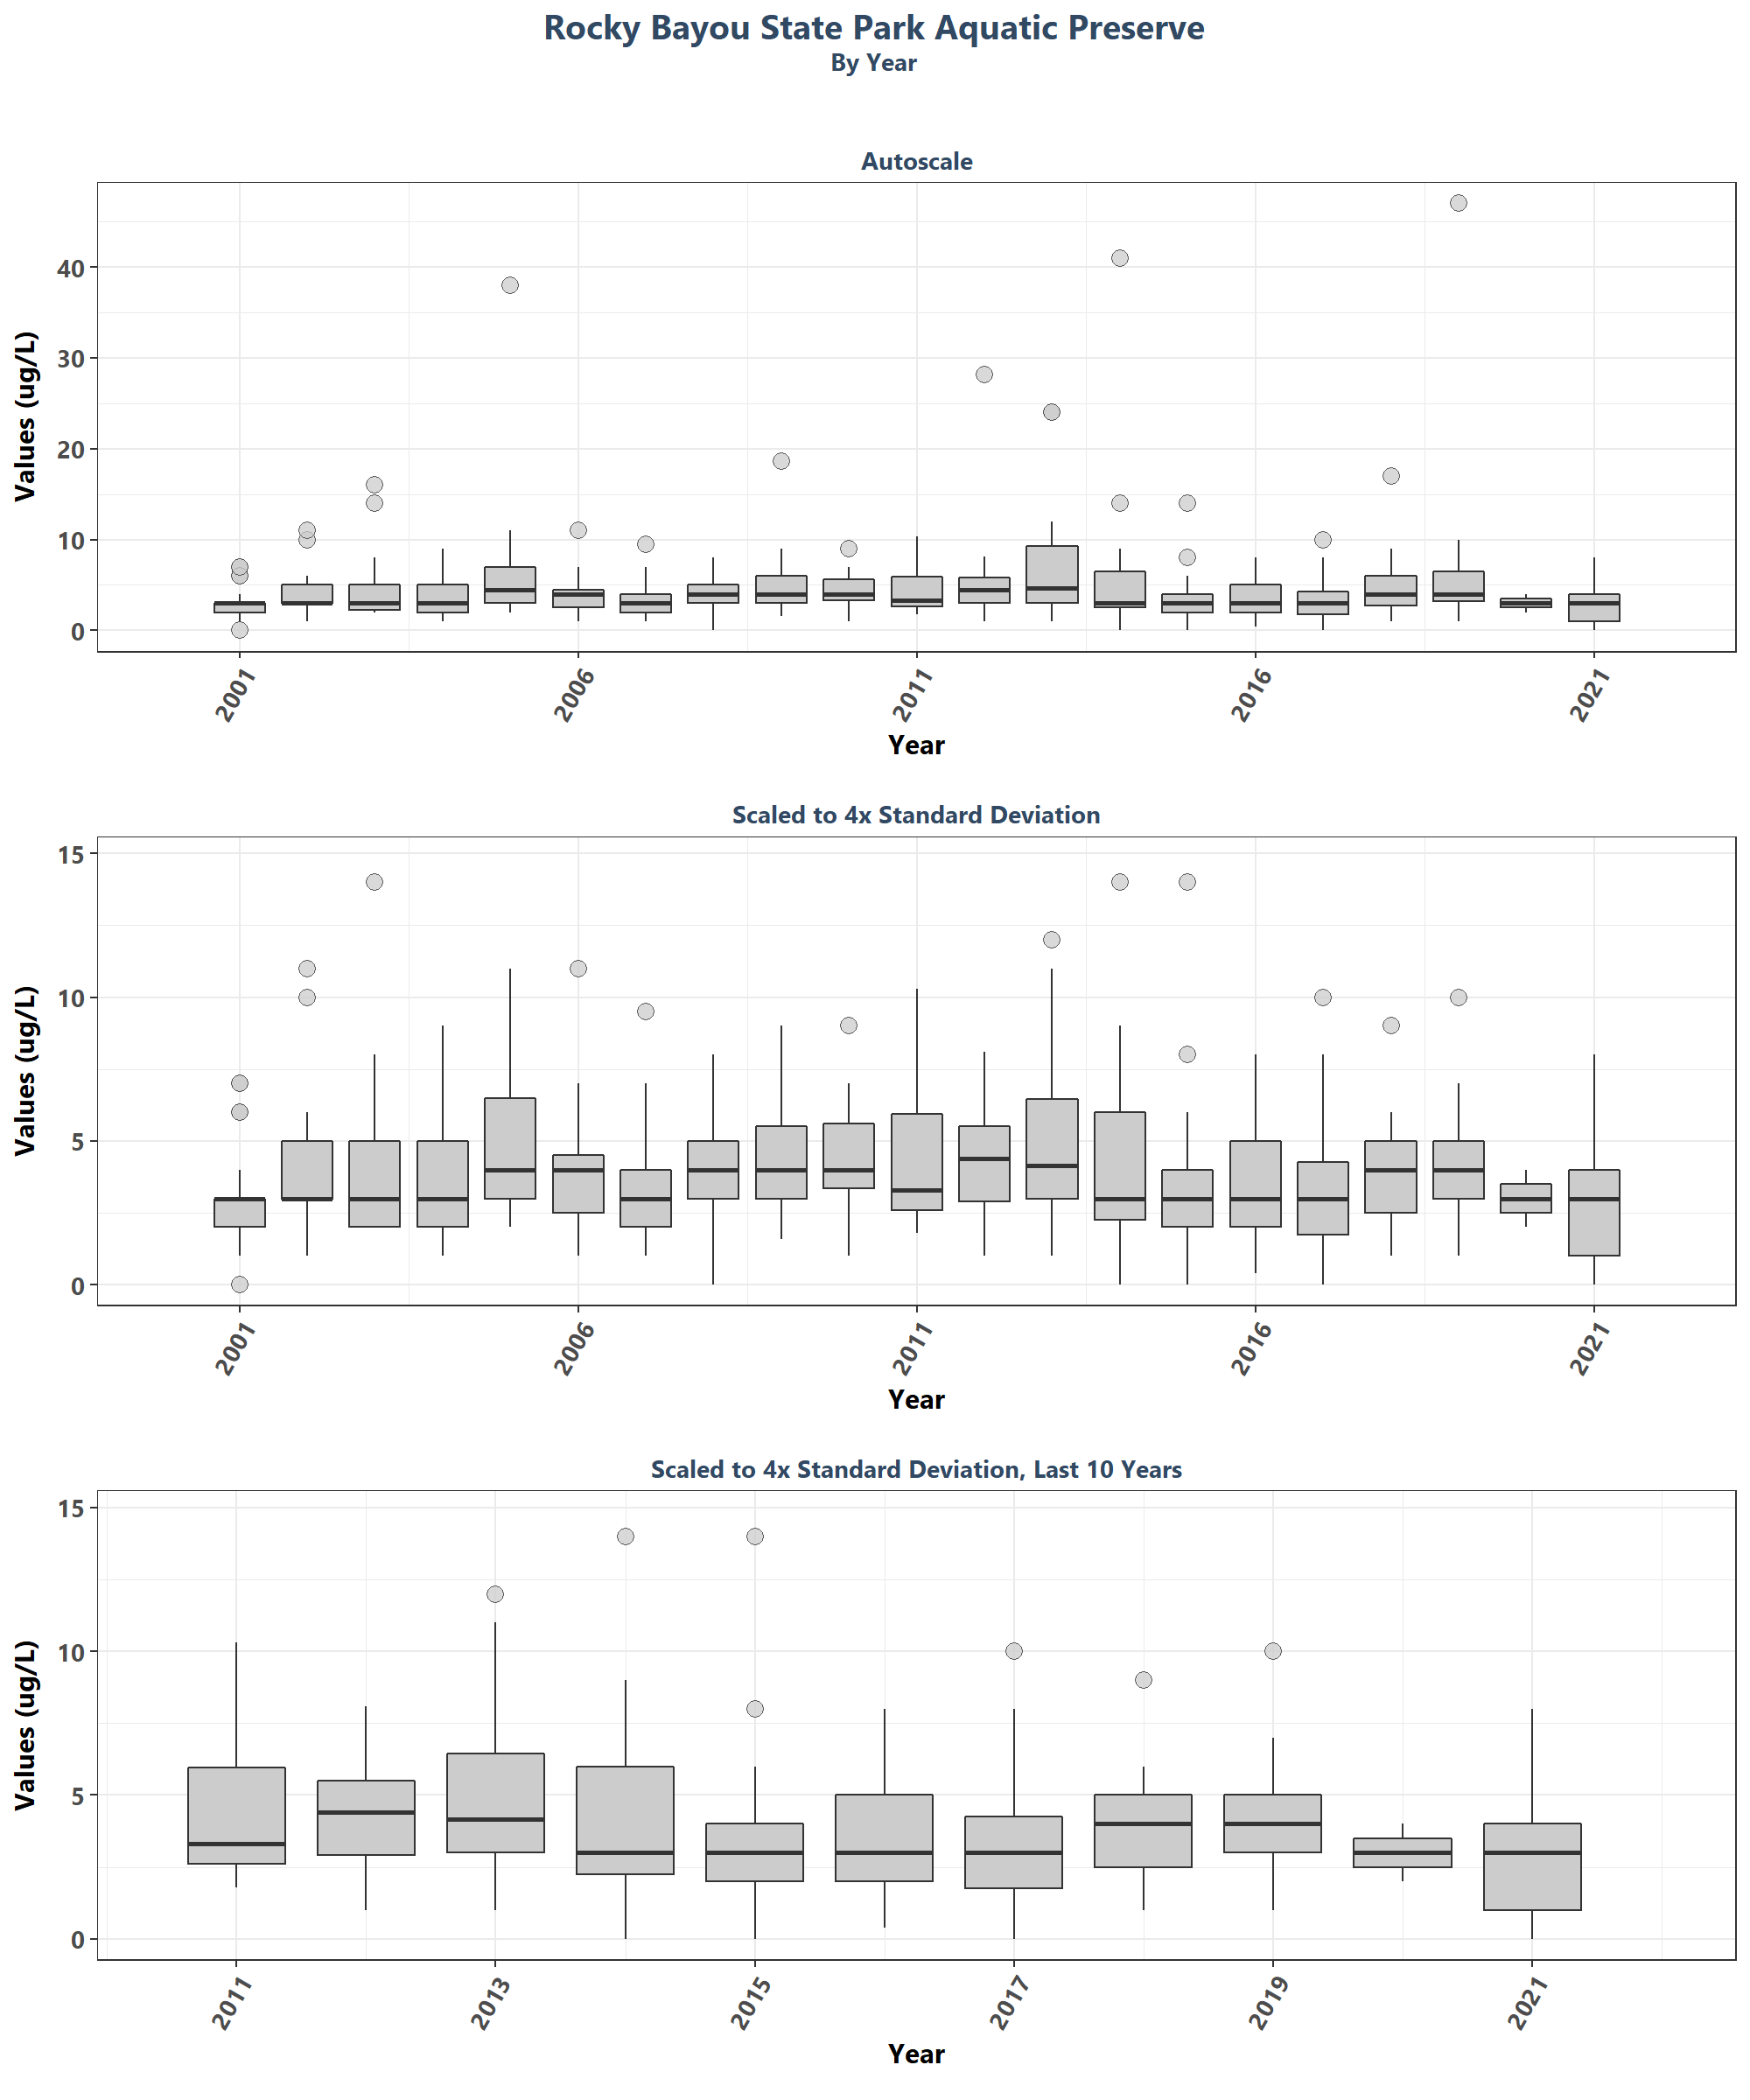 Rocky Bayou State Park Aquatic Preserve
By Year
Autoscale
Values (ug/L)
40
30
20
10
0
2001 2006 2011 2016 2021
Year
Scaled to 4x Standard Deviation
Values (ug/L)
15
10
5
0
2001 2006 2011 2016 2021
Year
Scaled to 4x Standard Deviation, Last 10 Years
Values (ug/L)
15
10
5
0
2011 2013 2015 2017 2019 2021
Year